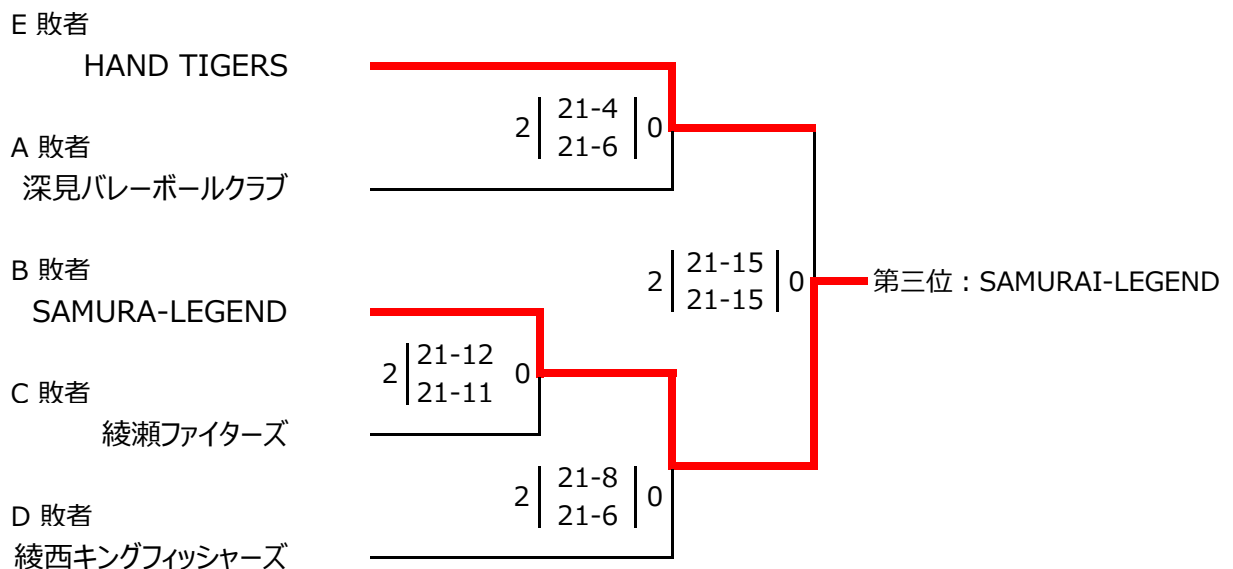 E 敗者
HAND TIGERS
2 21-4 0
21-6
A 敗者
深見バレーボールクラブ
B 敗者
2 21-15 0
21-15
第三位：SAMURAI-LEGEND
SAMURA-LEGEND
2 21-12 0
21-11
C 敗者
綾瀬ファイターズ
2 21-8 0
21-6
D 敗者
綾西キングフィッシャーズ